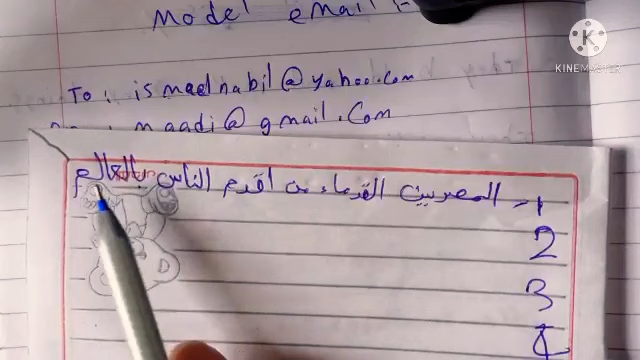 Model email :-
KINEMASTER
To : ismaelnabil@yahoo.com
maadi@gmail.com
1- المصريين القدماء من اقدم الناس بالعالم
2
3
4